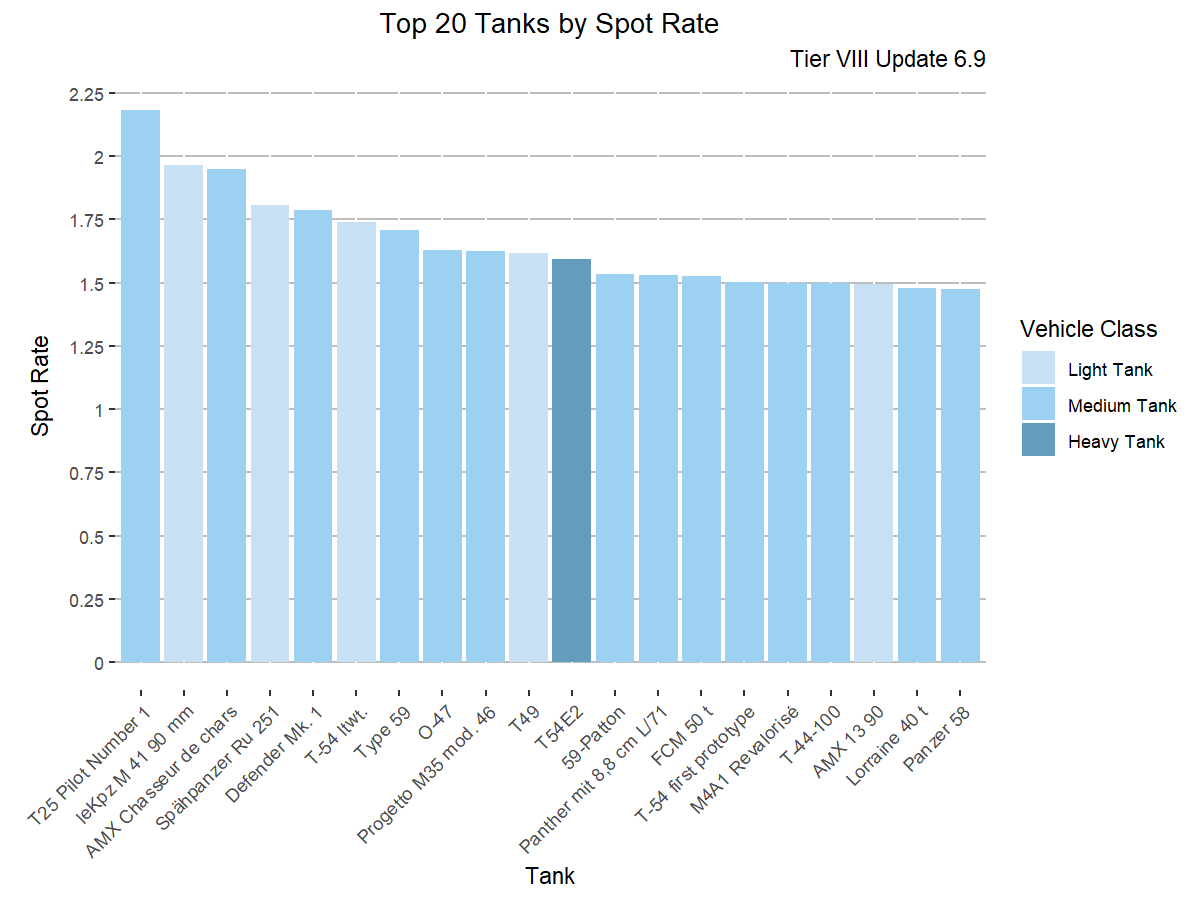 Top 20 Tanks by Spot Rate
Tier VIII Update 6.9
2.25
2
1.75
1.5
1.25
1
0.75
0.5
0.25
0
Spot Rate
T25 Pilot Number 1
leKpz M 41 90 mm
AMX Chasseur de chars
Spähpanzer Ru 251
Defender Mk. 1
T-54 ltwt.
Type 59
O-47
Progetto M35 mod. 46
T49
T54E2
59-Patton
Panther mit 8,8 cm L/71
FCM 50 t
T-54 first prototype
M4A1 Revalorisé
T-44-100
AMX 13 90
Lorraine 40 t
Panzer 58
Tank
Vehicle Class
Light Tank
Medium Tank
Heavy Tank